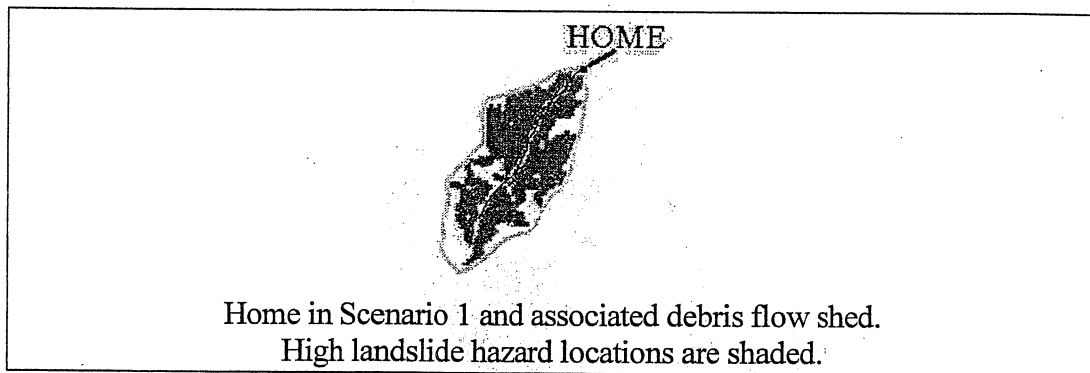 HOME
Home in Scenario 1 and associated debris flow shed.
High landslide hazard locations are shaded.